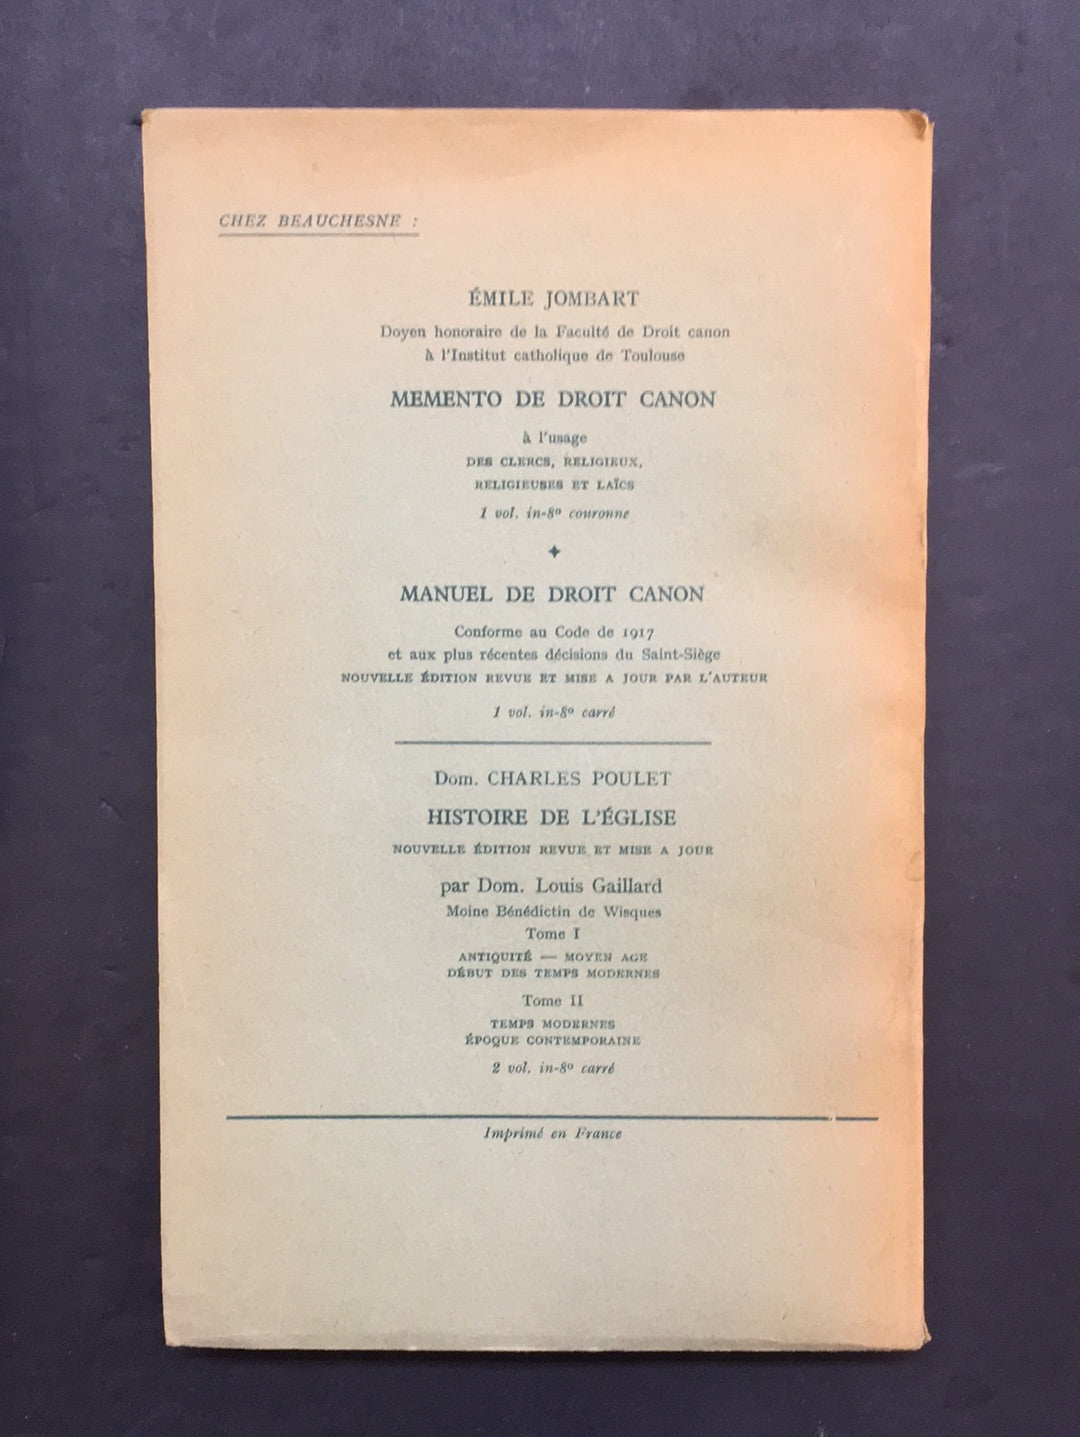 CHEZ BEAUCHESNE :
ÉMILE JOMBART
Doyen honoraire de la Faculté de Droit canon
à l'Institut catholique de Toulouse
MEMENTO DE DROIT CANON
à l'usage
DES CLERCS, RELIGIEUX,
RELIGIEUSES ET LAÏCS
1 vol. in-8º couronne
MANUEL DE DROIT CANON
Conforme au Code de 1917
et aux plus récentes décisions du Saint-Siège
NOUVELLE ÉDITION REVUE ET MISE A JOUR PAR L'AUTEUR
1 vol. in-8º carré
Dom. CHARLES POULET
HISTOIRE DE L'ÉGLISE
NOUVELLE ÉDITION REVUE ET MISE A JOUR
par Dom. Louis Gaillard
Moine Bénédictin de Wisques
Tome I
ANTIQUITÉ — MOYEN AGE
DÉBUT DES TEMPS MODERNES
Tome II
TEMPS MODERNES
ÉPOQUE CONTEMPORAINE
2 vol. in-8º carré
Imprimé en France